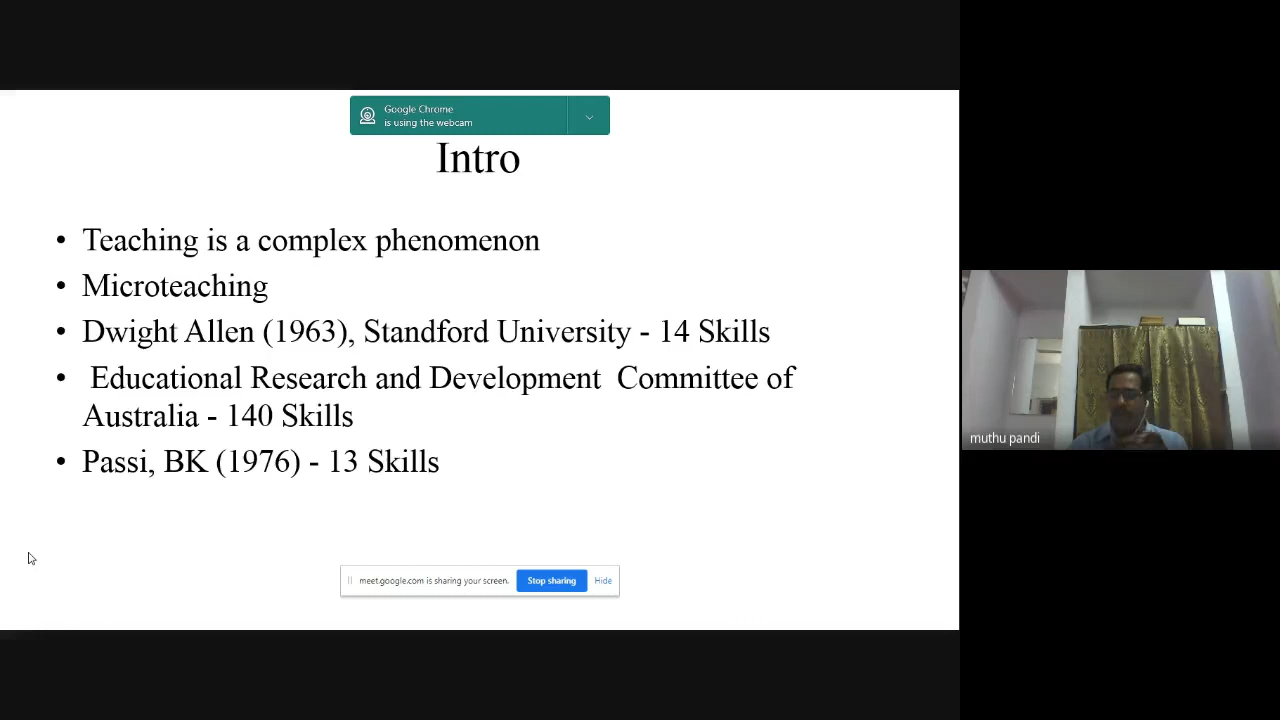 Google Chrome
is using the webcam
Intro
• Teaching is a complex phenomenon
• Microteaching
• Dwight Allen (1963), Standford University - 14 Skills
• Educational Research and Development Committee of
Australia - 140 Skills
• Passi, BK (1976) - 13 Skills
meet.google.com is sharing your screen. Stop sharing Hide
muthu pandi